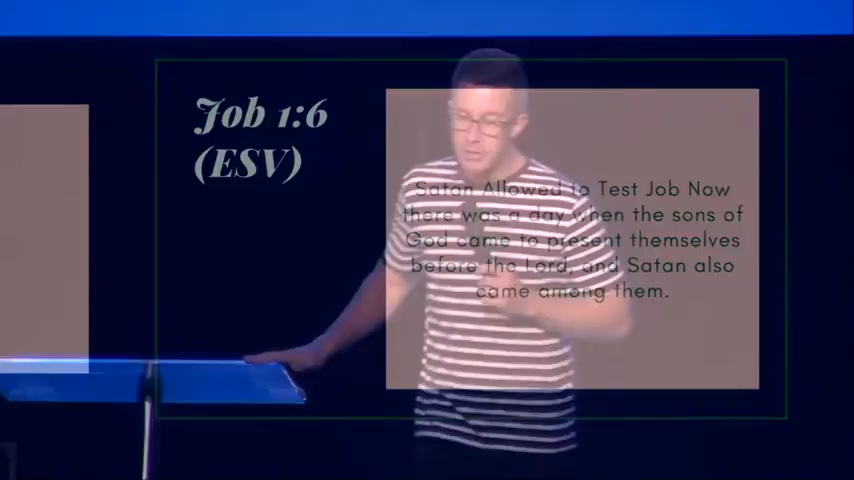 Job 1:6
(ESV)
Satan Allowed to Test Job Now
there was a day when the sons of
God came to present themselves
before the Lord, and Satan also
came among them.